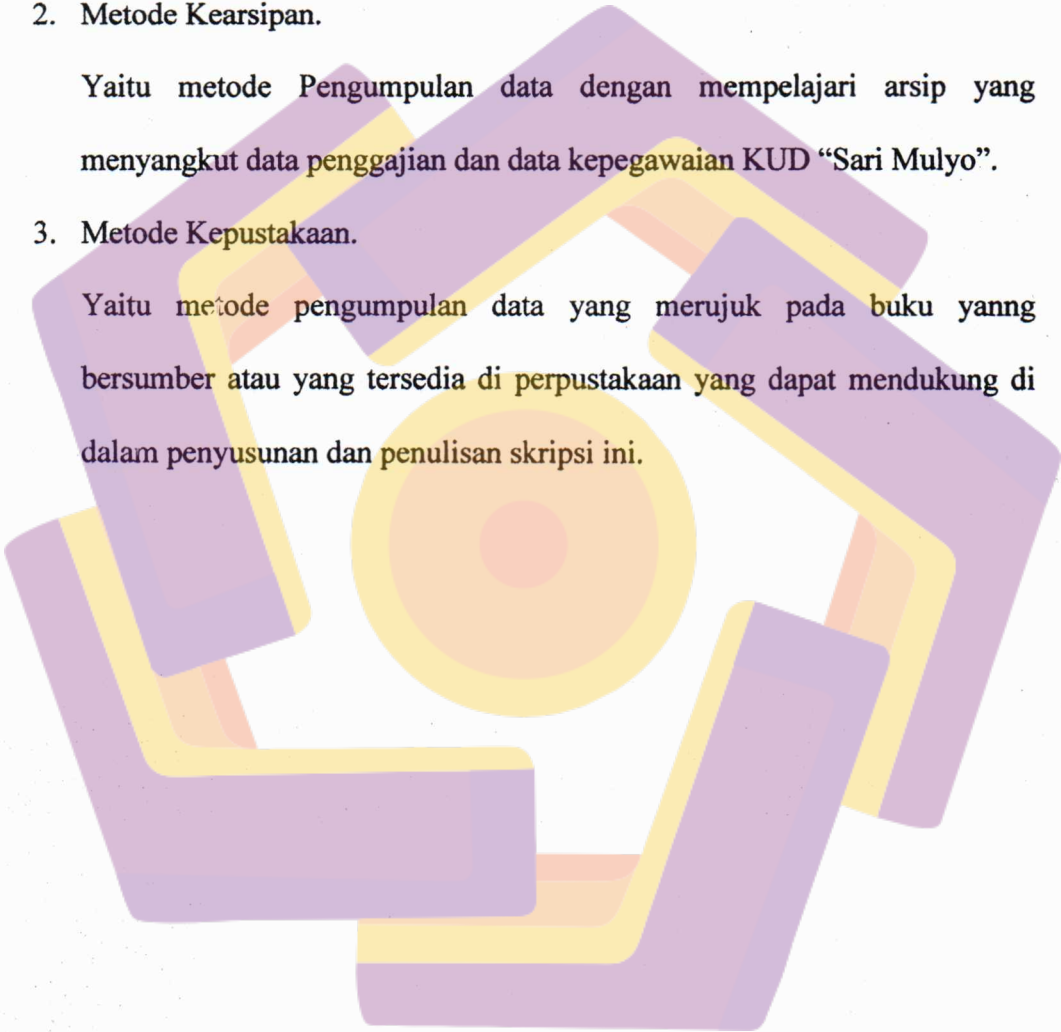 2. Metode Kearsipan.
Yaitu metode Pengumpulan data dengan mempelajari arsip yang
menyangkut data penggajian dan data kepegawaian KUD “Sari Mulyo”.
3. Metode Kepustakaan.
Yaitu metode pengumpulan data yang merujuk pada buku yanng
bersumber atau yang tersedia di perpustakaan yang dapat mendukung di
dalam penyusunan dan penulisan skripsi ini.